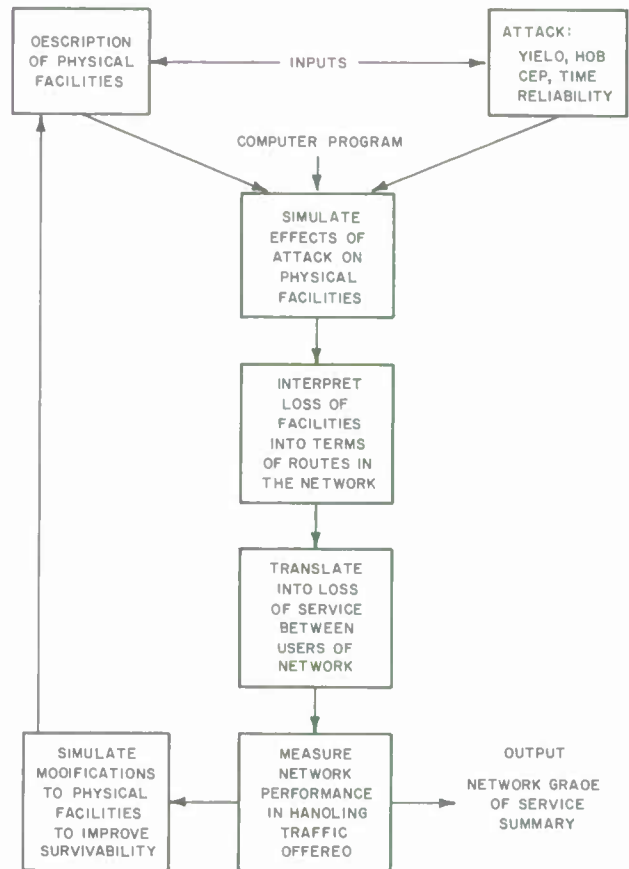 OESCRIPTION
OF PHYSICAL
FACILITIES
INPUTS
ATTACK:
YIELO, HOB
CEP, TIME
RELIABILITY
COMPUTER PROGRAM
SIMULATE
EFFECTS OF
ATTACK ON
PHYSICAL
FACILITIES
INTERPRET
LOSS OF
FACILITIES
INTO TERMS
OF ROUTES IN
THE NETWORK
TRANSLATE
INTO LOSS
OF SERVICE
BETWEEN
USERS OF
NETWORK
SIMULATE
MOOIFICATIONS
TO PHYSICAL
FACILITIES
TO IMPROVE
SURVIVABILITY
MEASURE
NETWORK
PERFORMANCE
IN HANDLING
TRAFFIC
OFFEREO
OUTPUT
NETWORK GRAOE
OF SERVICE
SUMMARY